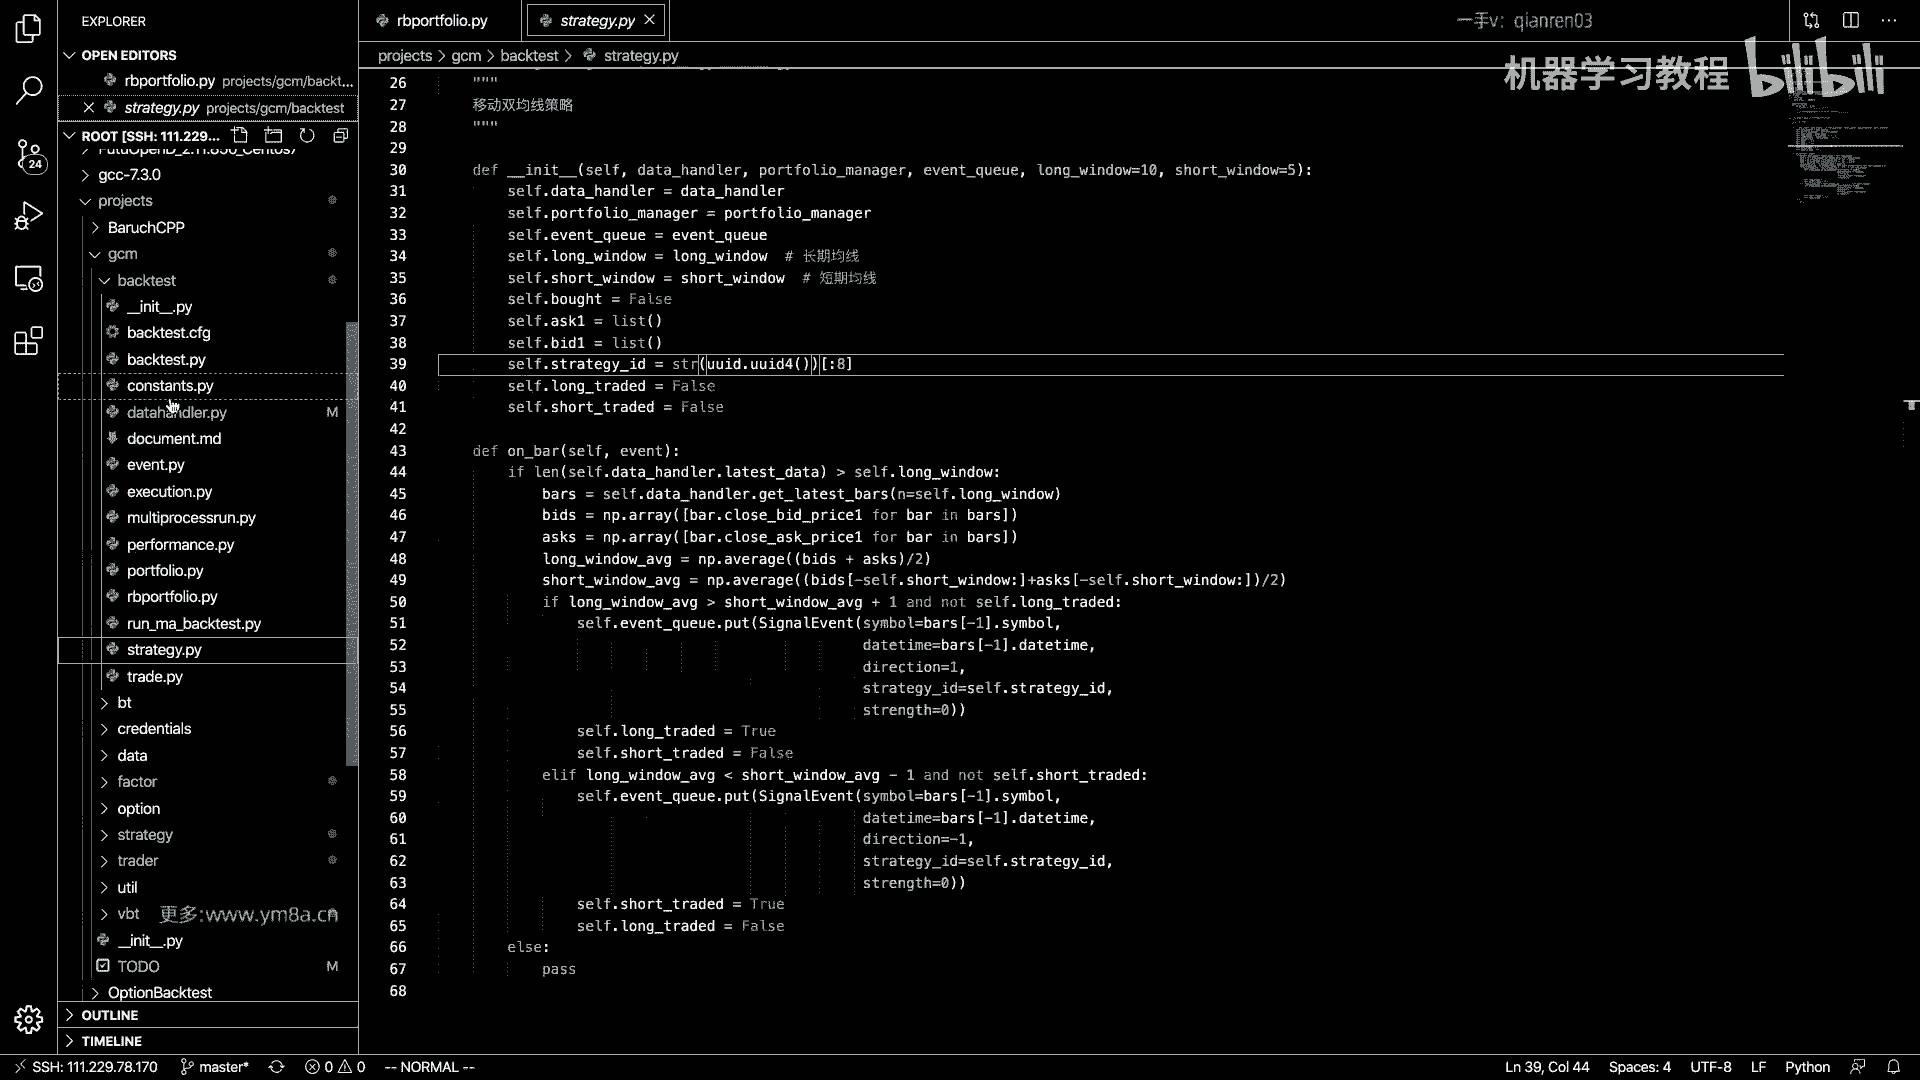 EXPLORER
rbportfolio.py
strategy.py
一手v: qianren03
OPEN EDITORS
rbportfolio.py projects/gcm/backt...
strategy.py projects/gcm/backtest
projects > gcm > backtest > strategy.py
机器学习教程 bilibili
ROOT [SSH: 111.229...
FutuOpenD_2.11.850_Centos7
gcc-7.3.0
projects
BaruchCPP
gcm
backtest
__init__.py
backtest.cfg
backtest.py
constants.py
datahandler.py M
document.md
event.py
execution.py
multiprocessrun.py
performance.py
portfolio.py
rbportfolio.py
run_ma_backtest.py
strategy.py
trade.py
bt
credentials
data
factor
option
strategy
trader
util
vbt
更多:www.ym8a.cn
__init__.py
TODO M
OptionBacktest
OUTLINE
TIMELINE
24
26 """
27 移动双均线策略
28 """
29
30 def __init__(self, data_handler, portfolio_manager, event_queue, long_window=10, short_window=5):
31 self.data_handler = data_handler
32 self.portfolio_manager = portfolio_manager
33 self.event_queue = event_queue
34 self.long_window = long_window # 长期均线
35 self.short_window = short_window # 短期均线
36 self.bought = False
37 self.ask1 = list()
38 self.bid1 = list()
39 self.strategy_id = str(uuid.uuid4())[:8]
40 self.long_traded = False
41 self.short_traded = False
42
43 def on_bar(self, event):
44 if len(self.data_handler.latest_data) > self.long_window:
45 bars = self.data_handler.get_latest_bars(n=self.long_window)
46 bids = np.array([bar.close_bid_price1 for bar in bars])
47 asks = np.array([bar.close_ask_price1 for bar in bars])
48 long_window_avg = np.average((bids + asks)/2)
49 short_window_avg = np.average((bids[-self.short_window:]+asks[-self.short_window:])/2)
50 if long_window_avg > short_window_avg + 1 and not self.long_traded:
51 self.event_queue.put(SignalEvent(symbol=bars[-1].symbol,
52 datetime=bars[-1].datetime,
53 direction=1,
54 strategy_id=self.strategy_id,
55 strength=0))
56 self.long_traded = True
57 self.short_traded = False
58 elif long_window_avg < short_window_avg - 1 and not self.short_traded:
59 self.event_queue.put(SignalEvent(symbol=bars[-1].symbol,
60 datetime=bars[-1].datetime,
61 direction=-1,
62 strategy_id=self.strategy_id,
63 strength=0))
64 self.short_traded = True
65 self.long_traded = False
66 else:
67 pass
68
SSH: 111.229.78.170 master* 0 0 -- NORMAL --
Ln 39, Col 44 Spaces: 4 UTF-8 LF Python